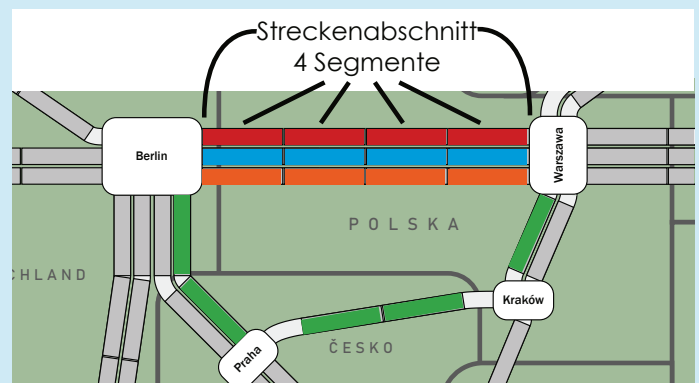 Streckenabschnitt
4 Segmente
Berlin
Warszawa
POLSKA
CHLAND
Kraków
Praha
ČESKO